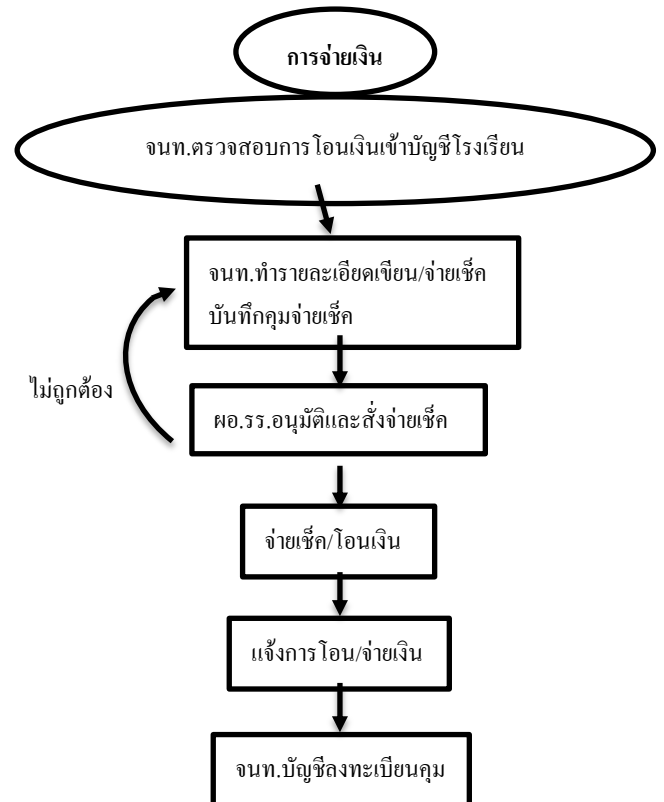 การจ่ายเงิน
จนท.ตรวจสอบการโอนเงินเข้าบัญชีโรงเรียน
จนท.ทำรายละเอียดเขียน/จ่ายเช็ค
บันทึกคุมจ่ายเช็ค
ไม่ถูกต้อง
ผอ.รร.อนุมัติและสั่งจ่ายเช็ค
จ่ายเช็ค/โอนเงิน
แจ้งการโอน/จ่ายเงิน
จนท.บัญชีลงทะเบียนคุม